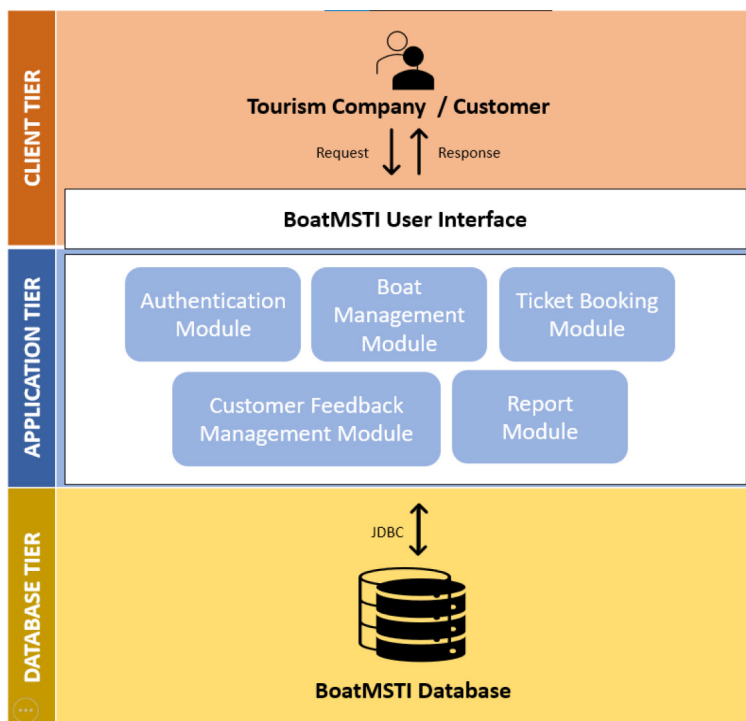 CLIENT TIER
Tourism Company / Customer
Request
Response
BoatMSTI User Interface
APPLICATION TIER
Authentication
Module
Boat
Management
Module
Ticket Booking
Module
Customer Feedback
Management Module
Report
Module
DATABASE TIER
JDBC
BoatMSTI Database